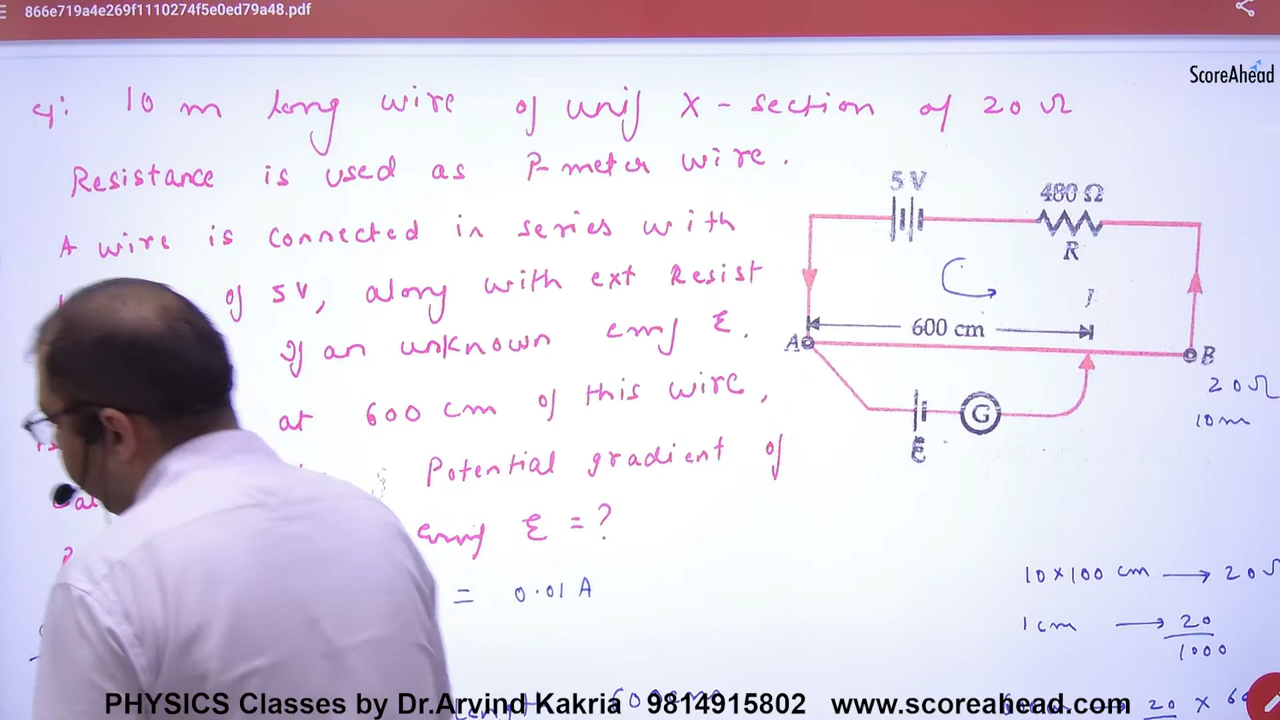 866e719a4e269f1110274f5e0ed79a48.pdf
ScoreAhead
10 m long wire of unif X-section of 20 Ω
Resistance is used as P-meter wire.
A wire is connected in series with
of 5V, along with ext Resist
If an unknown emf ε.
at 600 cm of this wire,
Potential gradient of
emf ε = ?
= 0.01 A
5 V
480 Ω
R
600 cm
A
B
20 Ω
10 m
G
ε
10 × 100 cm → 20 Ω
1 cm → 20
1000
PHYSICS Classes by Dr.Arvind Kakria 9814915802 www.scoreahead.com